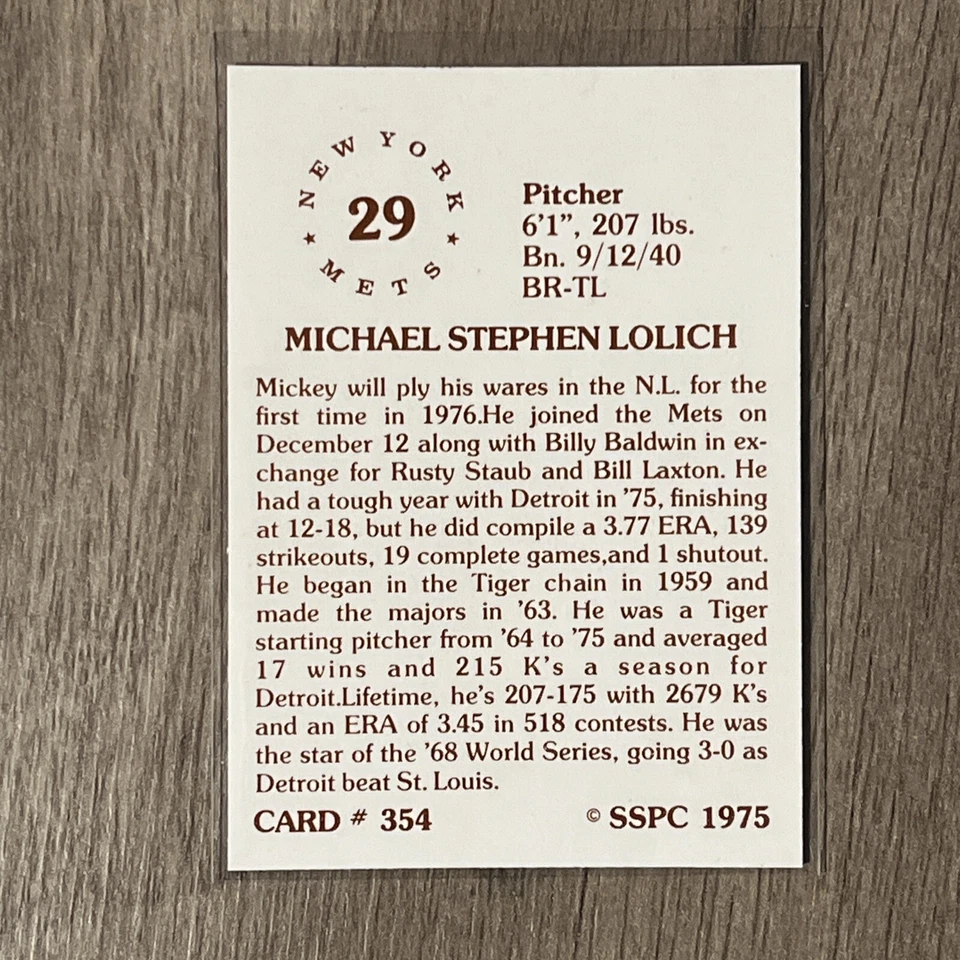 NEW YORK
★ 29 ★
METS
Pitcher
6'1", 207 lbs.
Bn. 9/12/40
BR-TL
MICHAEL STEPHEN LOLICH
Mickey will ply his wares in the N.L. for the
first time in 1976.He joined the Mets on
December 12 along with Billy Baldwin in ex-
change for Rusty Staub and Bill Laxton. He
had a tough year with Detroit in '75, finishing
at 12-18, but he did compile a 3.77 ERA, 139
strikeouts, 19 complete games,and 1 shutout.
He began in the Tiger chain in 1959 and
made the majors in '63. He was a Tiger
starting pitcher from '64 to '75 and averaged
17 wins and 215 K's a season for
Detroit.Lifetime, he's 207-175 with 2679 K's
and an ERA of 3.45 in 518 contests. He was
the star of the '68 World Series, going 3-0 as
Detroit beat St. Louis.
CARD # 354
© SSPC 1975